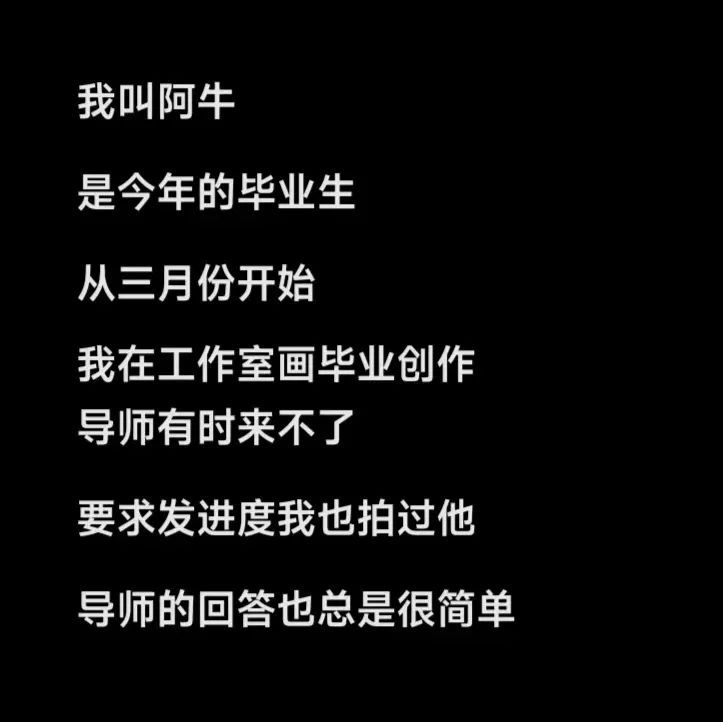 我叫阿牛
是今年的毕业生
从三月份开始
我在工作室画毕业创作
导师有时来不了
要求发进度我也拍过他
导师的回答也总是很简单